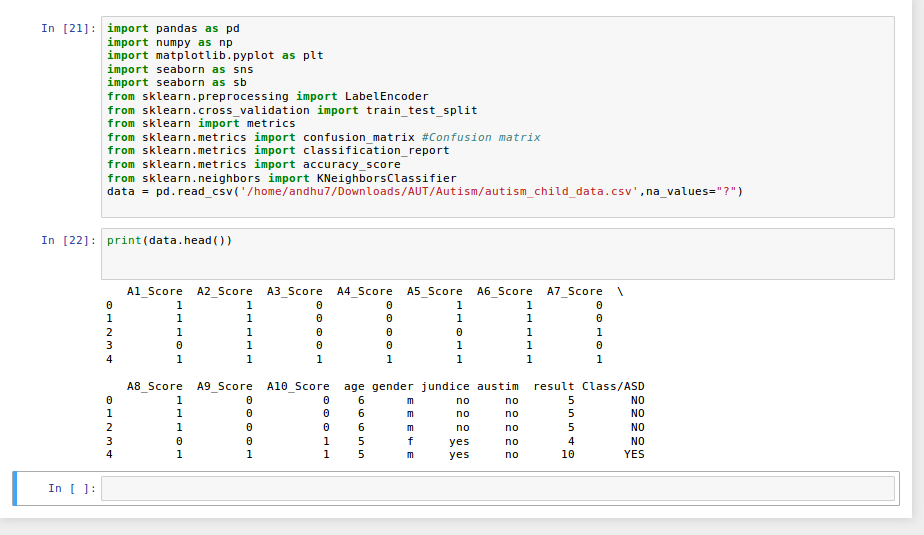 In [21]: import pandas as pd
import numpy as np
import matplotlib.pyplot as plt
import seaborn as sns
import seaborn as sb
from sklearn.preprocessing import LabelEncoder
from sklearn.cross_validation import train_test_split
from sklearn import metrics
from sklearn.metrics import confusion_matrix #Confusion matrix
from sklearn.metrics import classification_report
from sklearn.metrics import accuracy_score
from sklearn.neighbors import KNeighborsClassifier
data = pd.read_csv('/home/andhu7/Downloads/AUT/Autism/autism_child_data.csv',na_values="?")
In [22]: print(data.head())
   A1_Score  A2_Score  A3_Score  A4_Score  A5_Score  A6_Score  A7_Score  \
0         1         1         0         0         1         1         0
1         1         1         0         0         1         1         0
2         1         1         0         0         0         1         1
3         0         1         0         0         1         1         0
4         1         1         1         1         1         1         1
   A8_Score  A9_Score  A10_Score  age gender jundice austim  result Class/ASD
0         1         0          0    6      m      no     no       5        NO
1         1         0          0    6      m      no     no       5        NO
2         1         0          0    6      m      no     no       5        NO
3         0         0          1    5      f     yes     no       4        NO
4         1         1          1    5      m     yes     no      10       YES
In [ ]: